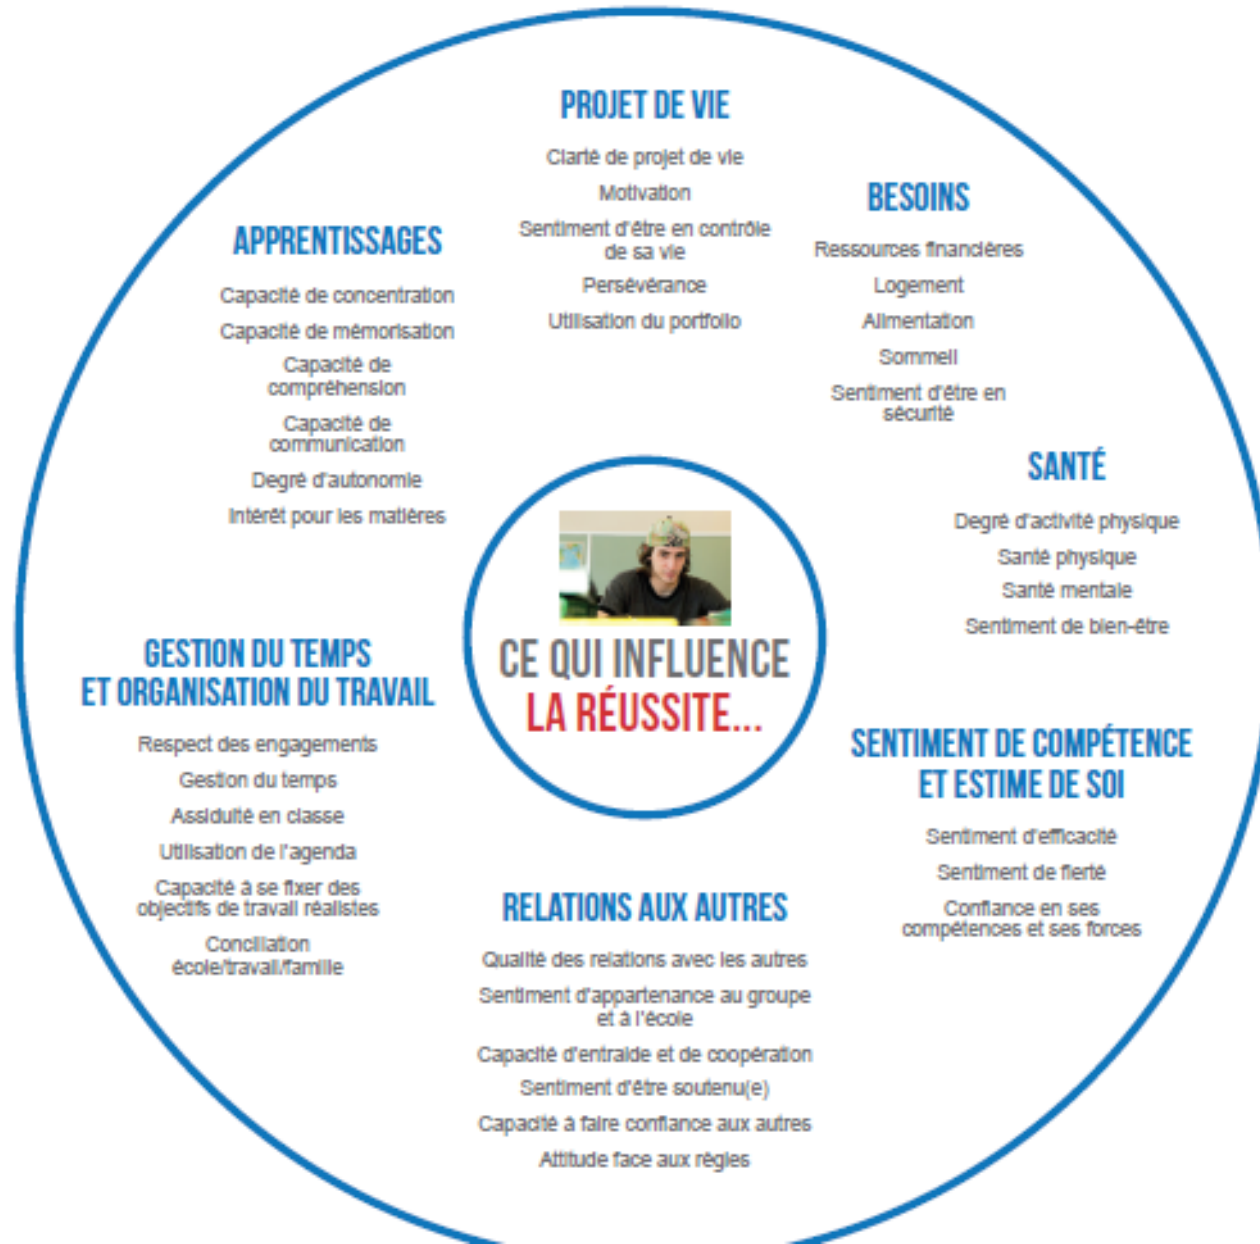 PROJET DE VIE
Clarté de projet de vie
Motivation
Sentiment d'être en contrôle
de sa vie
Persévérance
Utilisation du portfolio
BESOINS
Ressources financières
Logement
Alimentation
Sommeil
Sentiment d'être en
sécurité
SANTÉ
Degré d'activité physique
Santé physique
Santé mentale
Sentiment de bien-être
SENTIMENT DE COMPÉTENCE
ET ESTIME DE SOI
Sentiment d'efficacité
Sentiment de fierté
Confiance en ses
compétences et ses forces
RELATIONS AUX AUTRES
Qualité des relations avec les autres
Sentiment d'appartenance au groupe
et à l'école
Capacité d'entraide et de coopération
Sentiment d'être soutenu(e)
Capacité à faire confiance aux autres
Attitude face aux règles
GESTION DU TEMPS
ET ORGANISATION DU TRAVAIL
Respect des engagements
Gestion du temps
Assiduité en classe
Utilisation de l'agenda
Capacité à se fixer des
objectifs de travail réalistes
Conciliation
école/travail/famille
APPRENTISSAGES
Capacité de concentration
Capacité de mémorisation
Capacité de
compréhension
Capacité de
communication
Degré d'autonomie
Intérêt pour les matières
CE QUI INFLUENCE
LA RÉUSSITE...